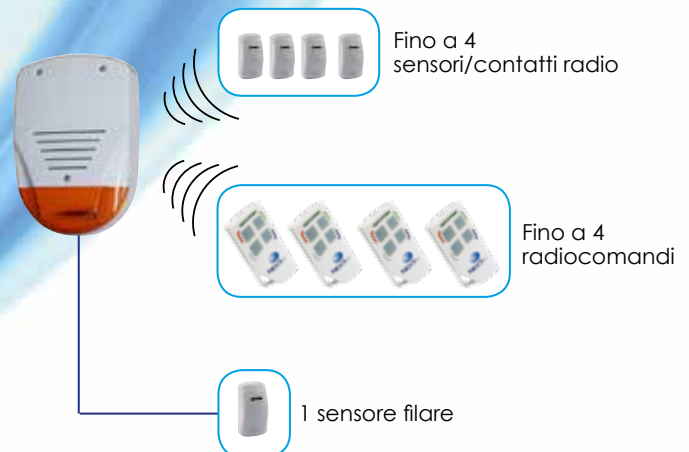 Fino a 4
sensori/contatti radio
Fino a 4
radiocomandi
1 sensore filare